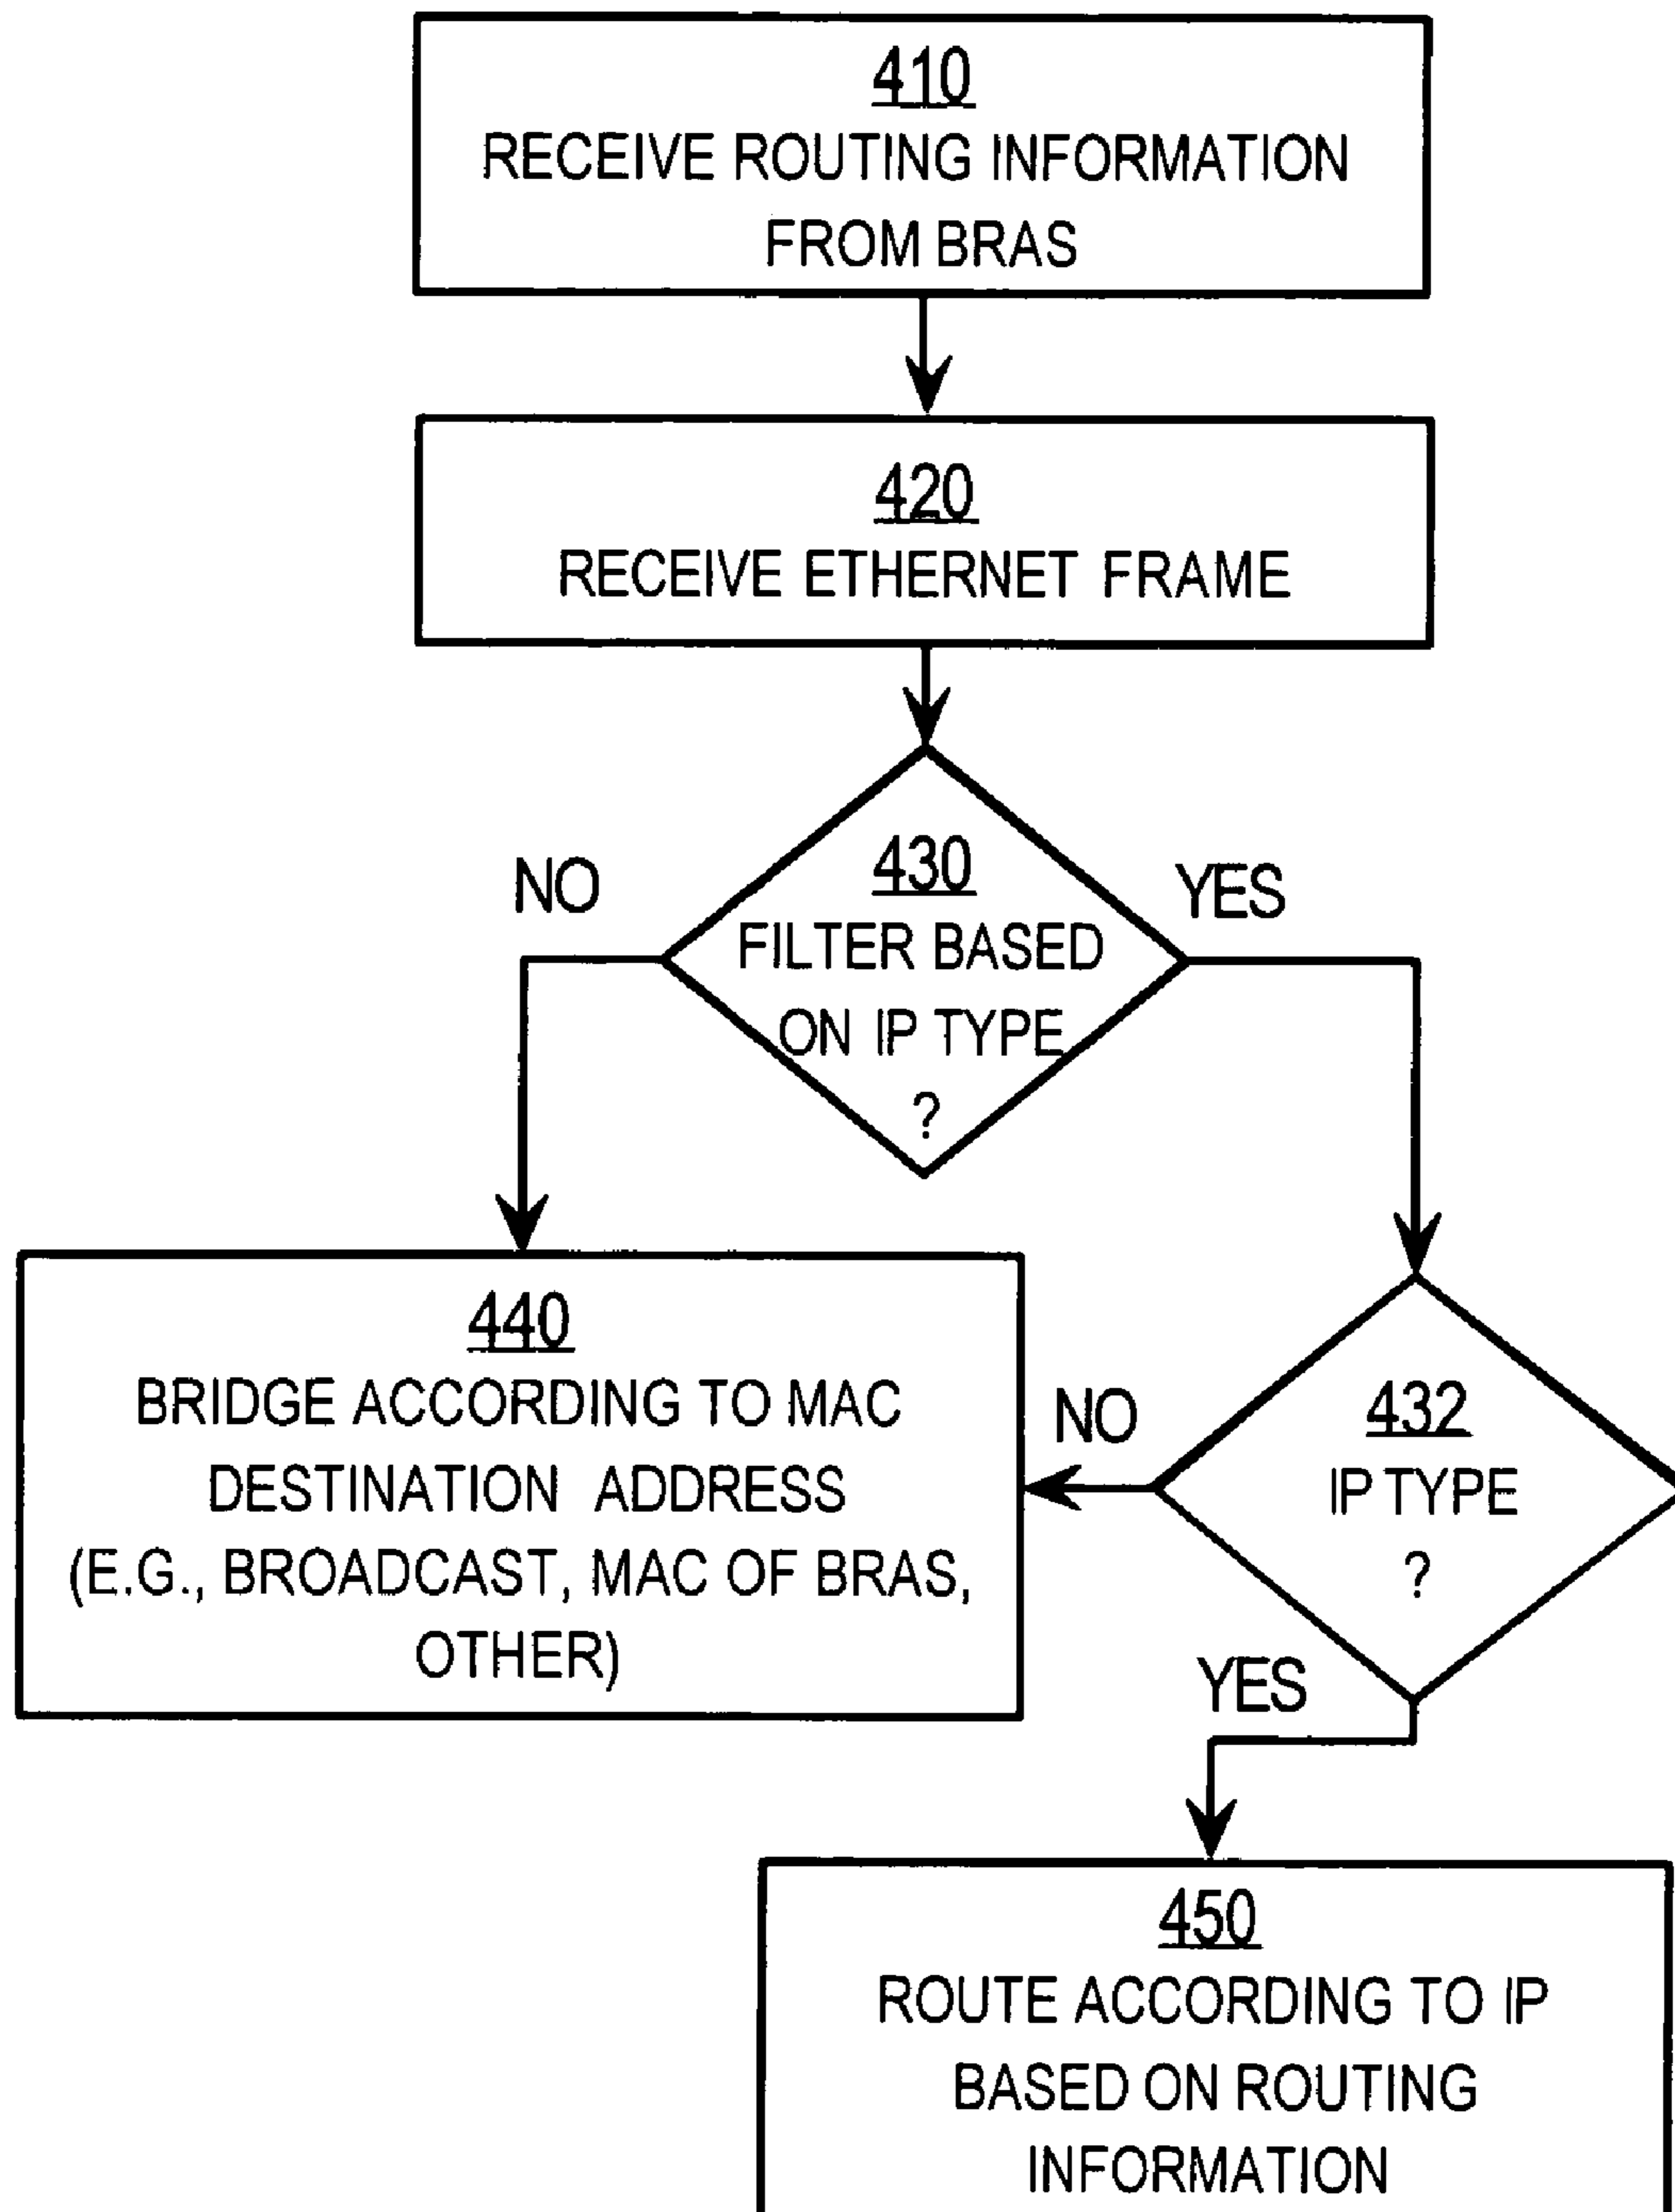 410
RECEIVE ROUTING INFORMATION
FROM BRAS
420
RECEIVE ETHERNET FRAME
NO
430
YES
FILTER BASED
ON IP TYPE
?
440
BRIDGE ACCORDING TO MAC
DESTINATION ADDRESS
(E.G., BROADCAST, MAC OF BRAS,
OTHER)
NO
432
IP TYPE
?
YES
450
ROUTE ACCORDING TO IP
BASED ON ROUTING
INFORMATION